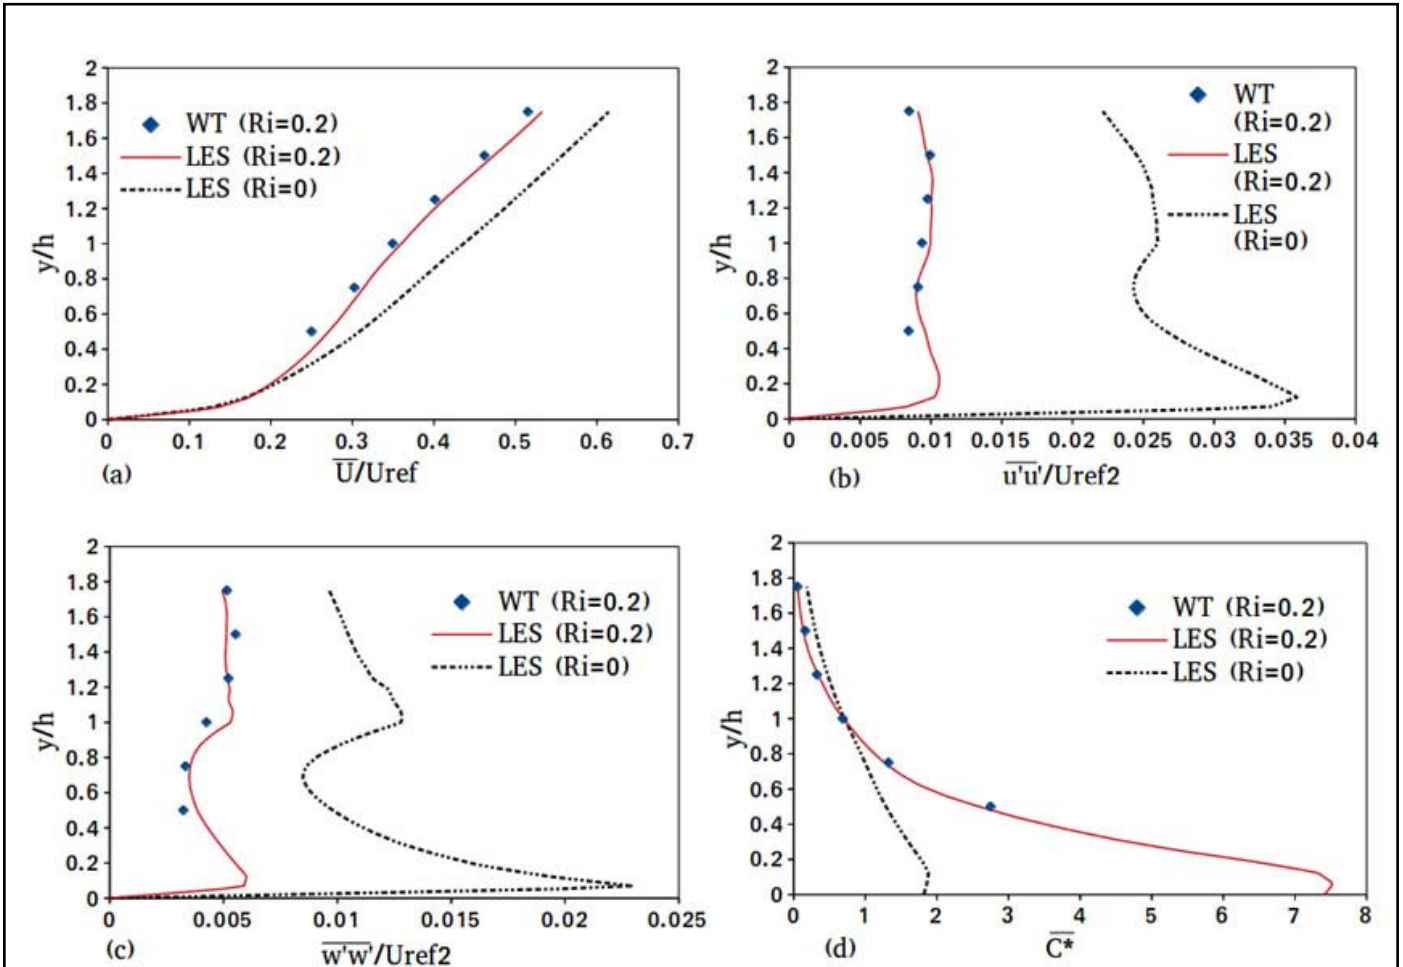 2
1.8
1.6
1.4
1.2
1
0.8
0.6
0.4
0.2
0
y/h
WT (Ri=0.2)
LES (Ri=0.2)
LES (Ri=0)
0 0.1 0.2 0.3 0.4 0.5 0.6 0.7
(a) U/Uref
2
1.8
1.6
1.4
1.2
1
0.8
0.6
0.4
0.2
0
y/h
WT
(Ri=0.2)
LES
(Ri=0.2)
LES
(Ri=0)
0 0.005 0.01 0.015 0.02 0.025 0.03 0.035 0.04
(b) u'u'/Uref2
2
1.8
1.6
1.4
1.2
1
0.8
0.6
0.4
0.2
0
y/h
WT (Ri=0.2)
LES (Ri=0.2)
LES (Ri=0)
0 0.005 0.01 0.015 0.02 0.025
(c) w'w'/Uref2
2
1.8
1.6
1.4
1.2
1
0.8
0.6
0.4
0.2
0
y/h
WT (Ri=0.2)
LES (Ri=0.2)
LES (Ri=0)
0 1 2 3 4 5 6 7 8
(d) C*